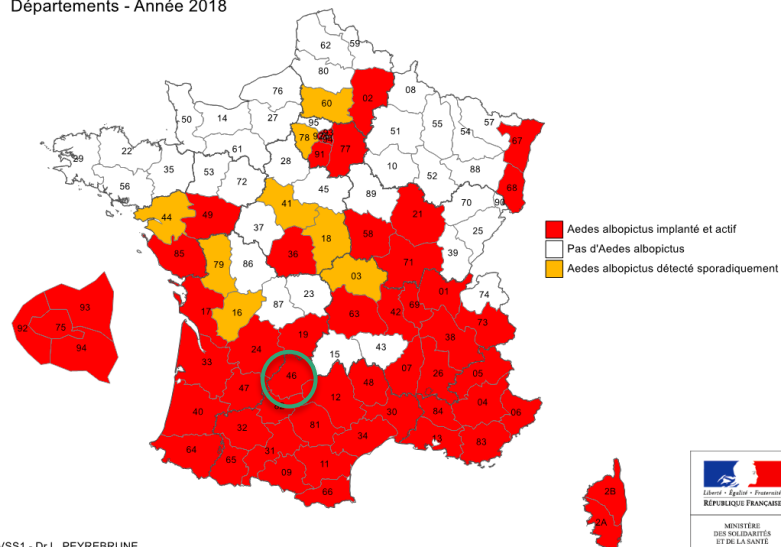 Départements - Année 2018
62 59
80
76 08
60 02
50 14 27 95 57
78 92 93 51 55 54 67
61 91 77
29 22 28 10 88
35 53 52 68
56 72 45 89 70 90
41
44 49 21 25
37 18 58
85 36 39
79 86 71
03
23 01 74
17 16 87 63 42 69 73
19 38
24 15 43
33 46 07 26 05
47 48
12 04
40 30 84 06
32 81
34 13 83
64 31
65 11
09
66
93
92 75
94
2B
2A
Aedes albopictus implanté et actif
Pas d'Aedes albopictus
Aedes albopictus détecté sporadiquement
Liberté • Égalité • Fraternité
RÉPUBLIQUE FRANÇAISE
MINISTÈRE
DES SOLIDARITÉS
ET DE LA SANTÉ
VSS1 - Dr L. PEYREBRUNE